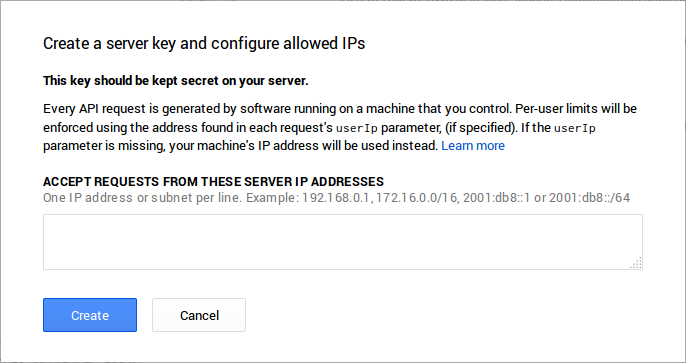 Create a server key and configure allowed IPs
This key should be kept secret on your server.
Every API request is generated by software running on a machine that you control. Per-user limits will be
enforced using the address found in each request's userIp parameter, (if specified). If the userIp
parameter is missing, your machine's IP address will be used instead. Learn more
ACCEPT REQUESTS FROM THESE SERVER IP ADDRESSES
One IP address or subnet per line. Example: 192.168.0.1, 172.16.0.0/16, 2001:db8::1 or 2001:db8::/64
Create
Cancel